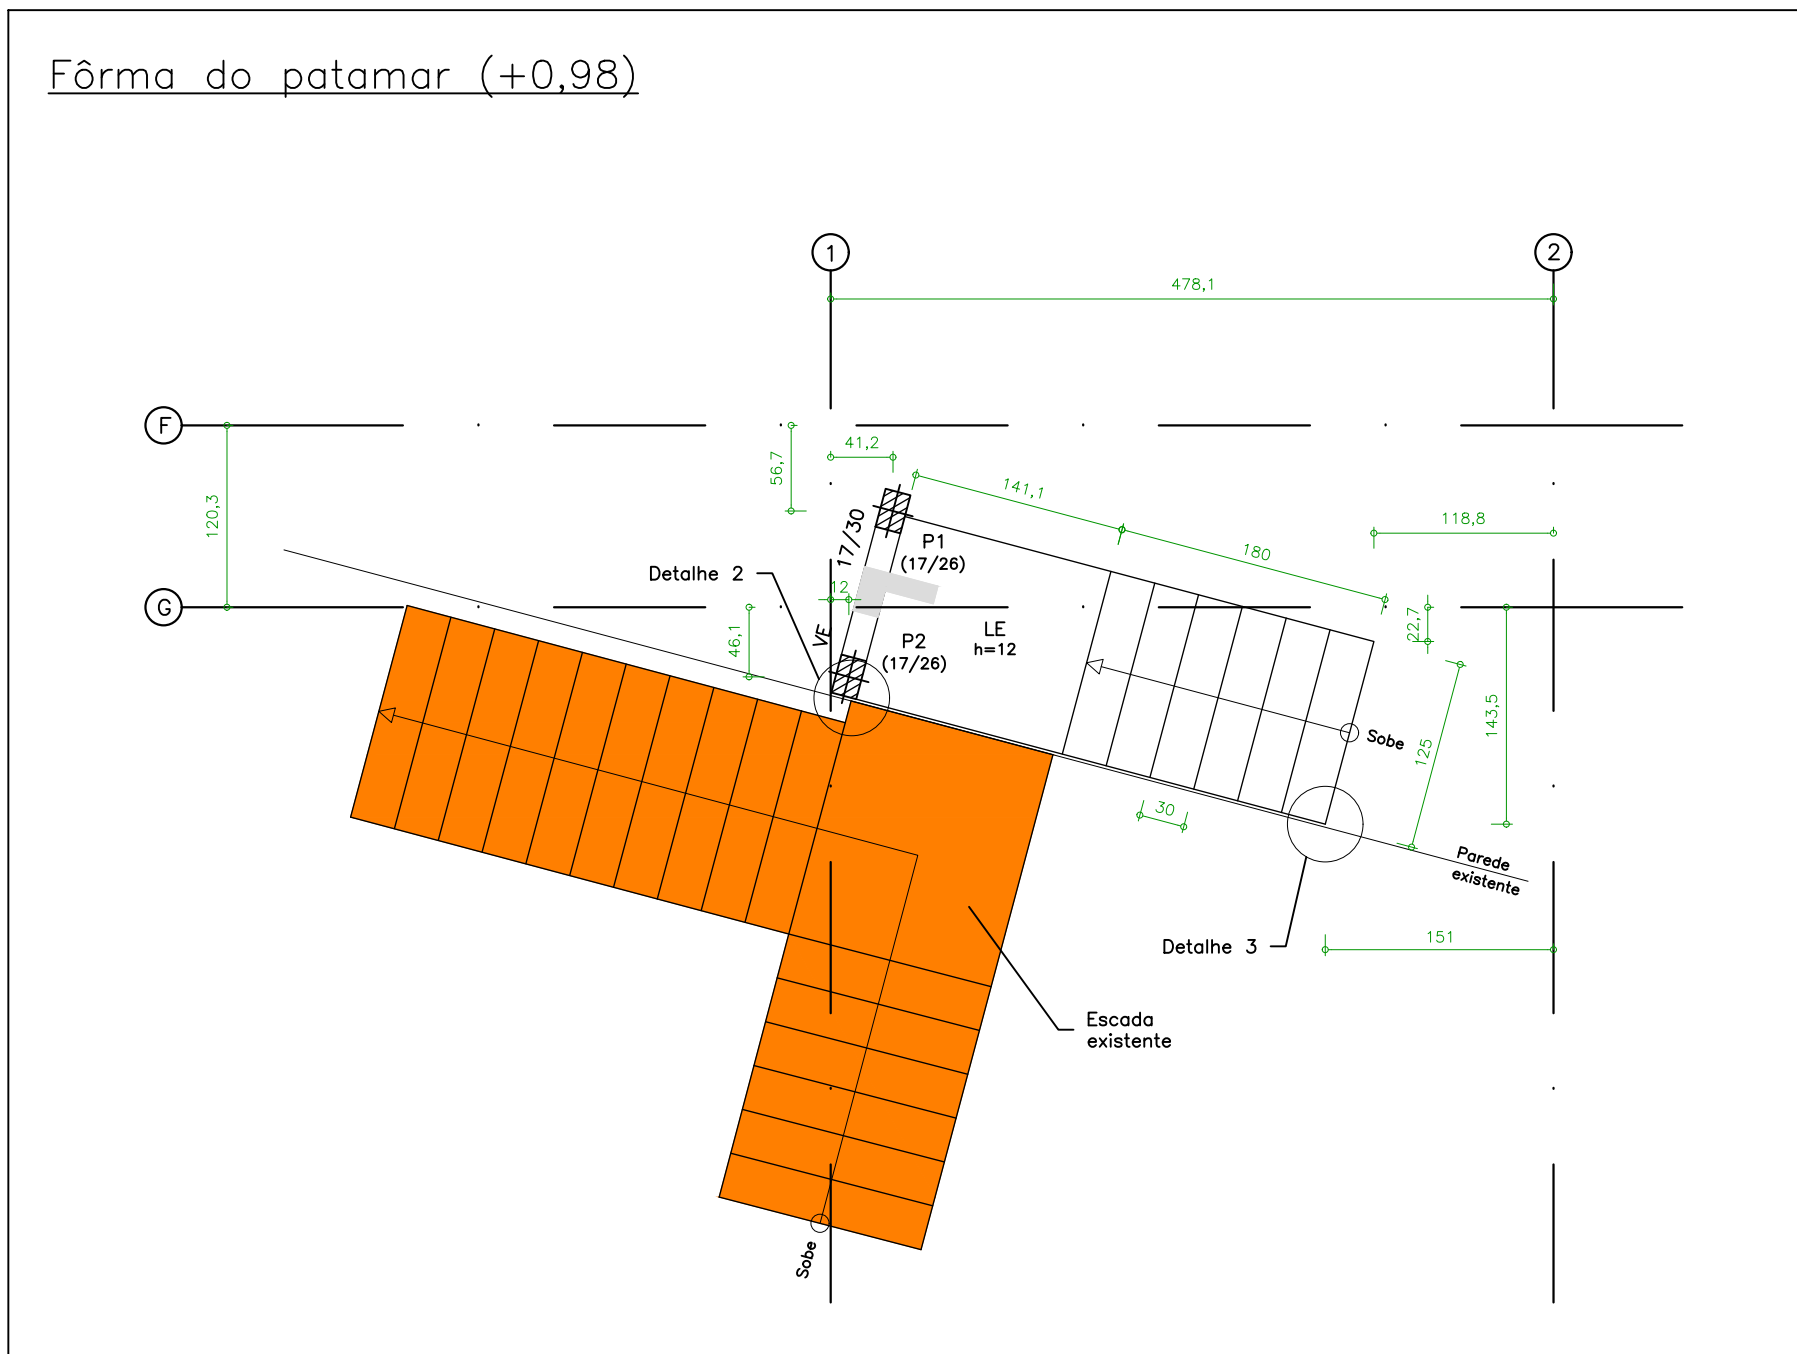 Fôrma do patamar (+0,98)
1
2
478,1
F
41,2
56,7
141,1
120,3
118,8
17/30
P1
(17/26)
180
Detalhe 2
12
G
22,7
46,1
VE
P2
(17/26)
LE
h=12
143,5
Sobe
125
30
Parede
existente
151
Detalhe 3
Escada
existente
Sobe